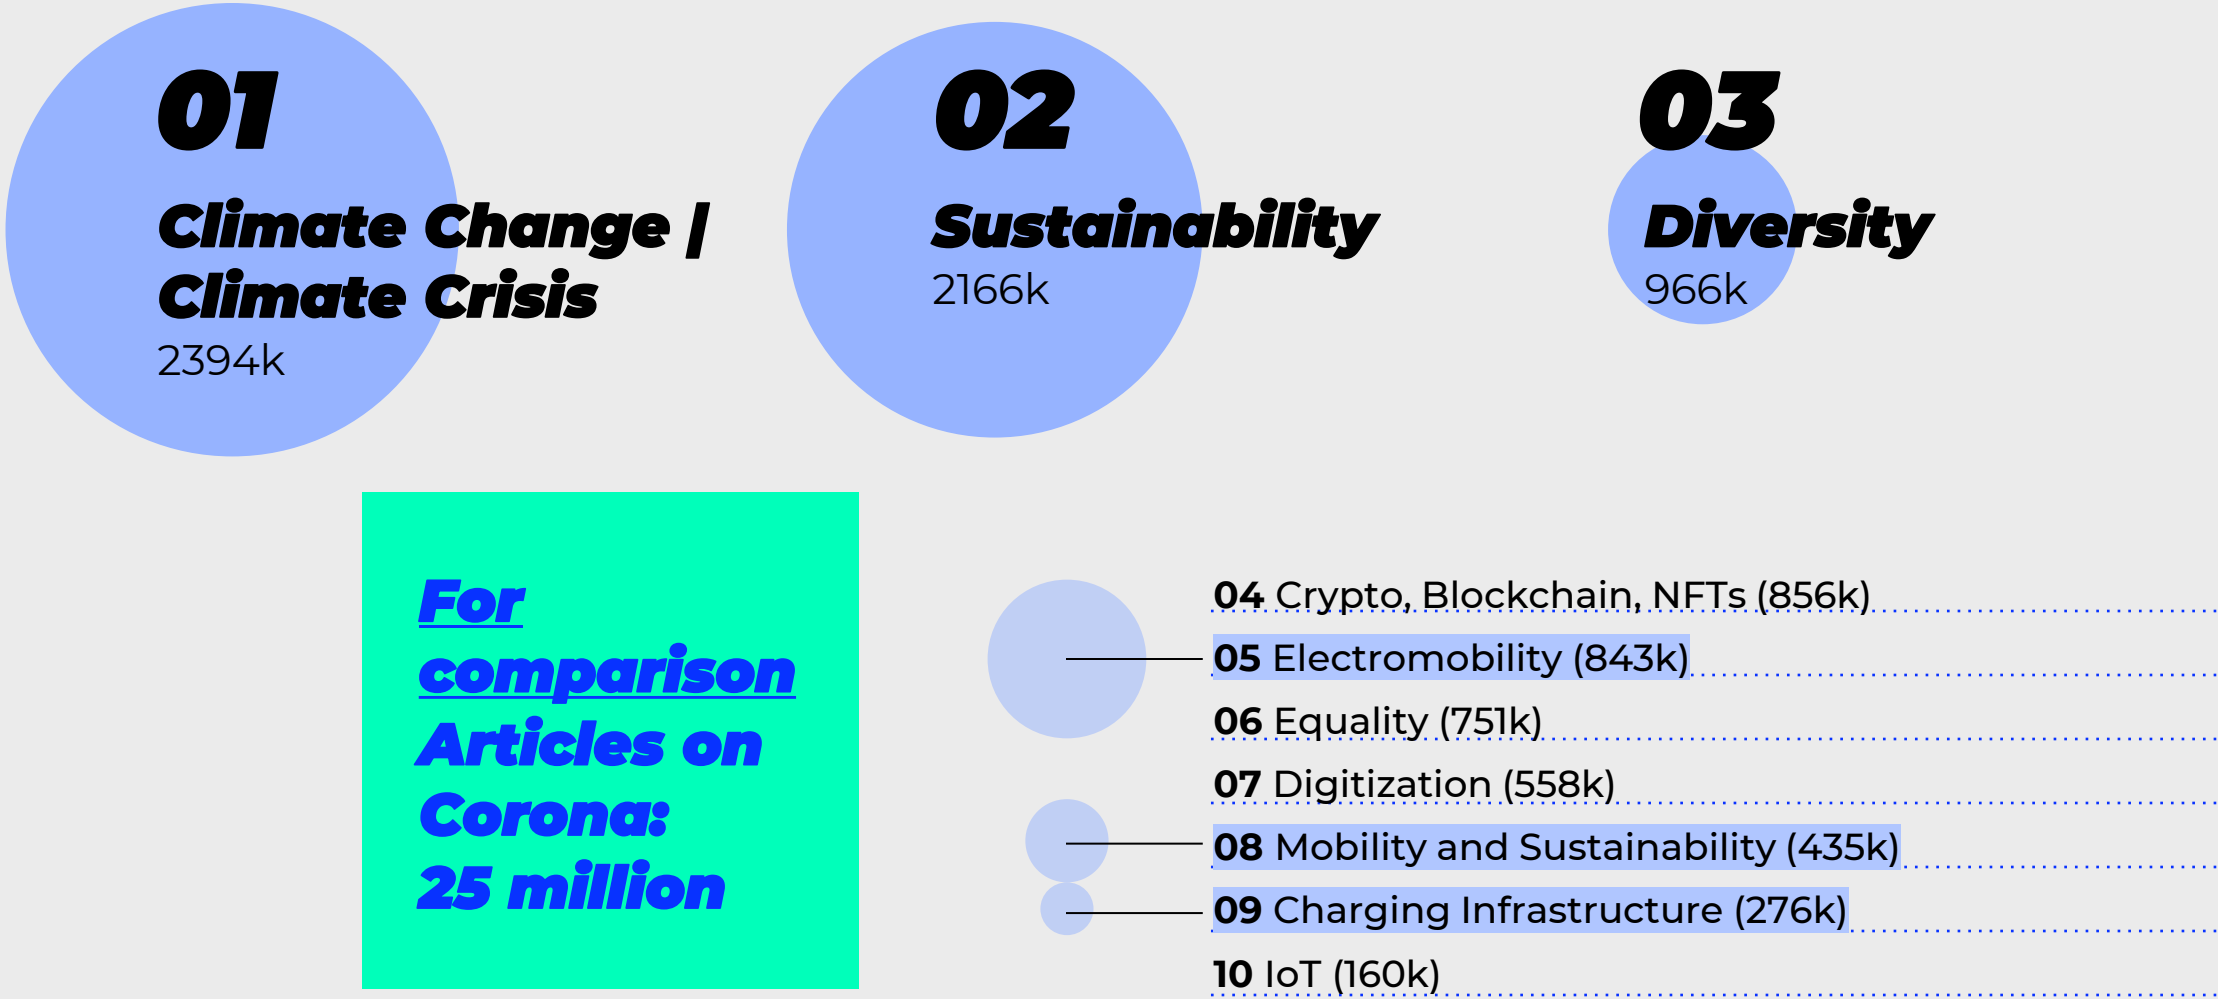 01
Climate Change |
Climate Crisis
2394k
02
Sustainability
2166k
03
Diversity
966k
For
comparison
Articles on
Corona:
25 million
04 Crypto, Blockchain, NFTs (856k)
05 Electromobility (843k)
06 Equality (751k)
07 Digitization (558k)
08 Mobility and Sustainability (435k)
09 Charging Infrastructure (276k)
10 IoT (160k)